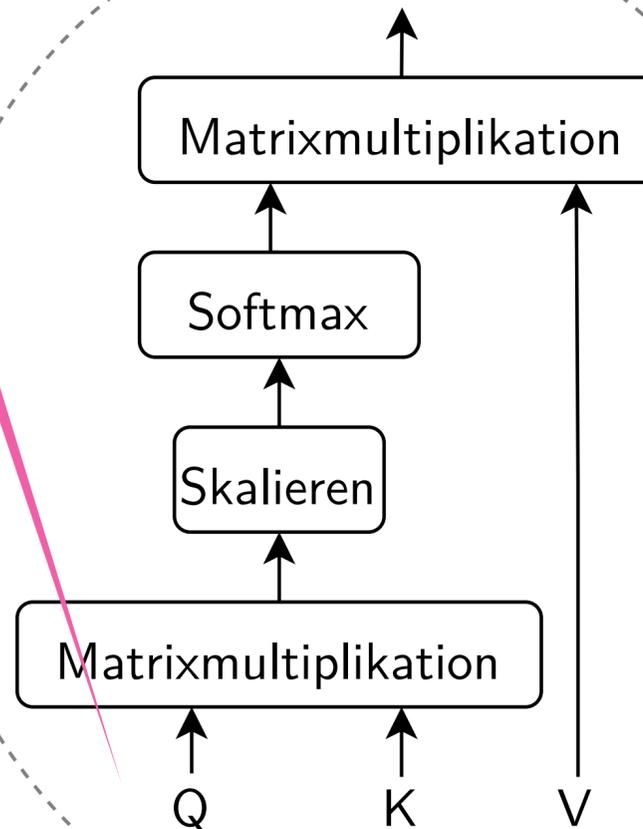 Matrixmultiplikation
Softmax
Skalieren
Matrixmultiplikation
Q K V